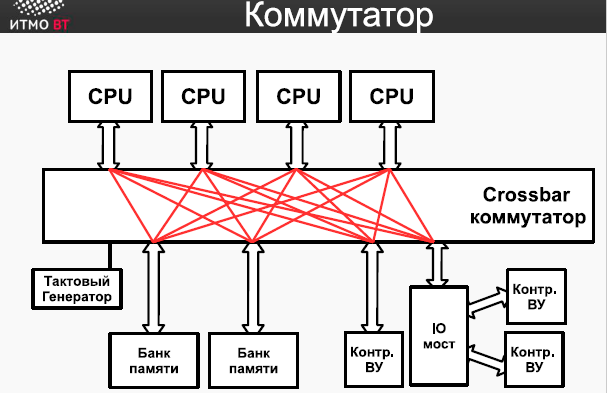 Коммутатор
ИТМО ВТ
CPU
CPU
CPU
CPU
Crossbar
коммутатор
Тактовый
Генератор
Банк
памяти
Банк
памяти
Контр.
ВУ
IO
мост
Контр.
ВУ
Контр.
ВУ